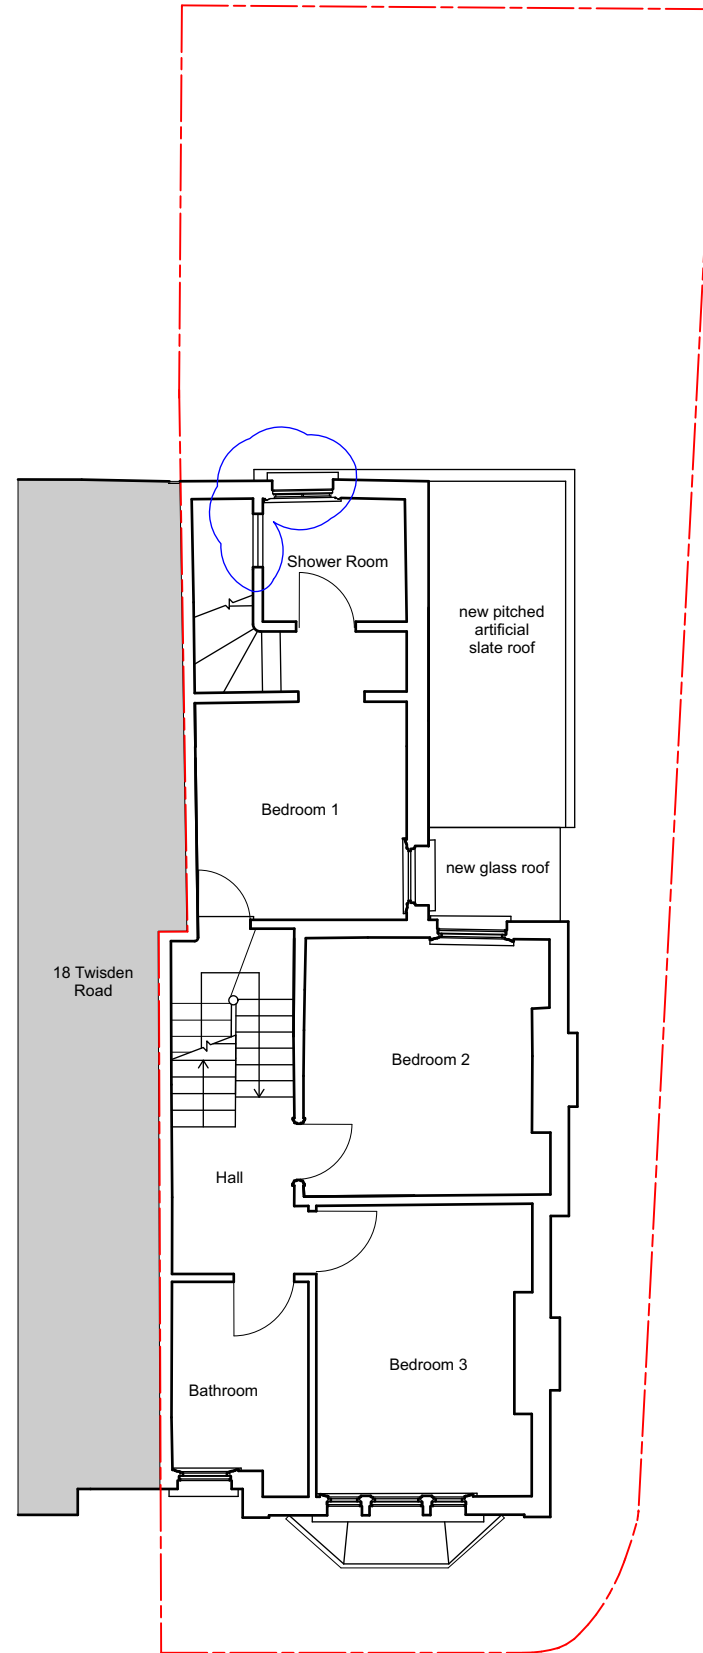 Shower Room
new pitched
artificial
slate roof
Bedroom 1
new glass roof
18 Twisden
Road
Bedroom 2
Hall
Bedroom 3
Bathroom